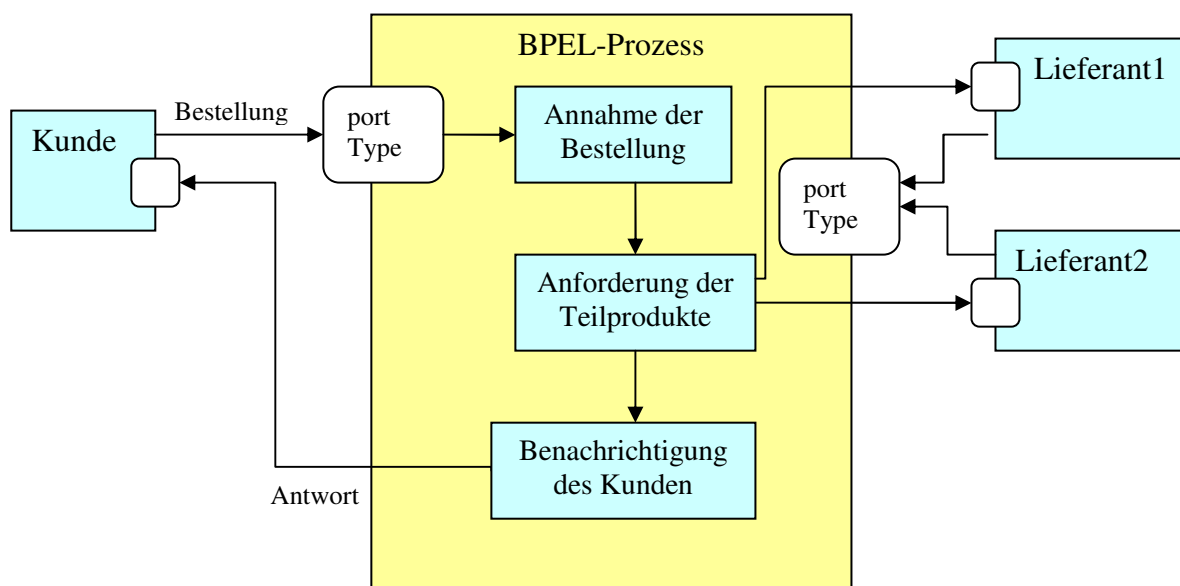 BPEL-Prozess
Kunde
Bestellung
port
Type
Annahme der
Bestellung
Lieferant1
port
Type
Lieferant2
Anforderung der
Teilprodukte
Benachrichtigung
des Kunden
Antwort